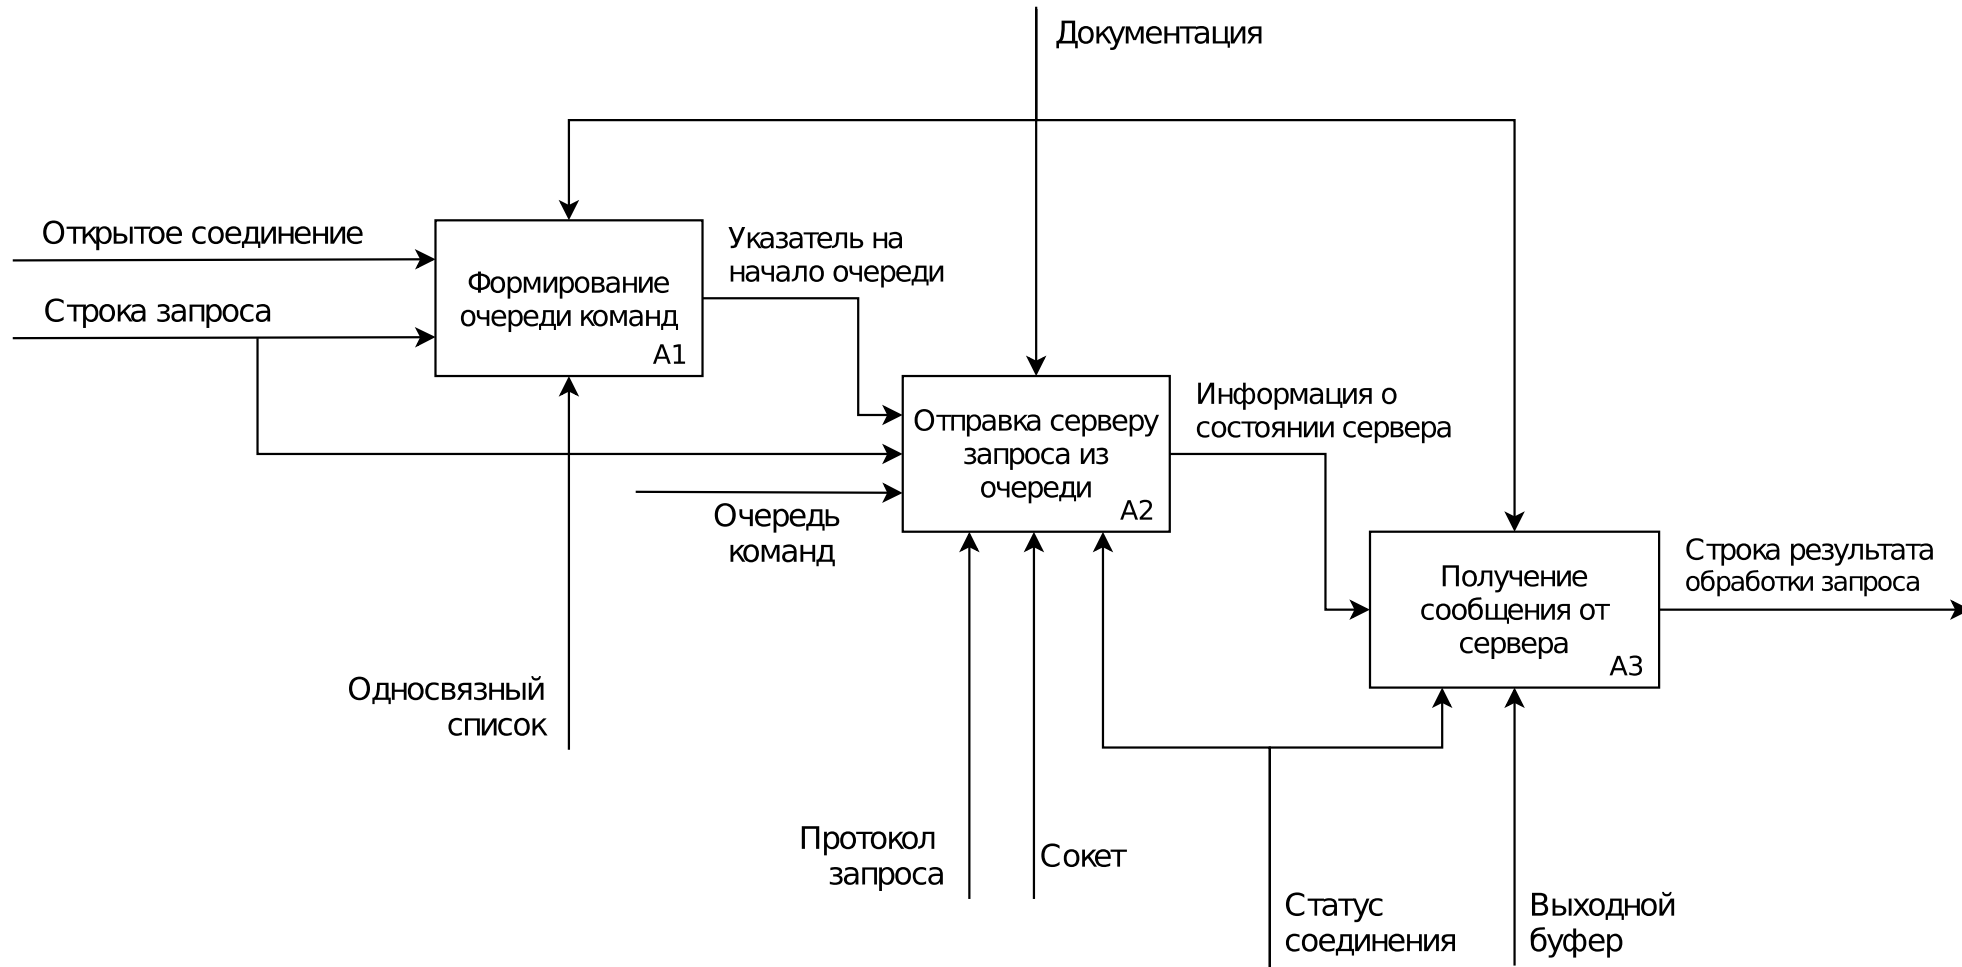 Документация
Открытое соединение
Строка запроса
Формирование
очереди команд
A1
Указатель на
начало очереди
Отправка серверу
запроса из
очереди
A2
Очередь
команд
Информация о
состоянии сервера
Получение
сообщения от
сервера
A3
Строка результата
обработки запроса
Односвязный
список
Протокол
запроса
Сокет
Статус
соединения
Выходной
буфер